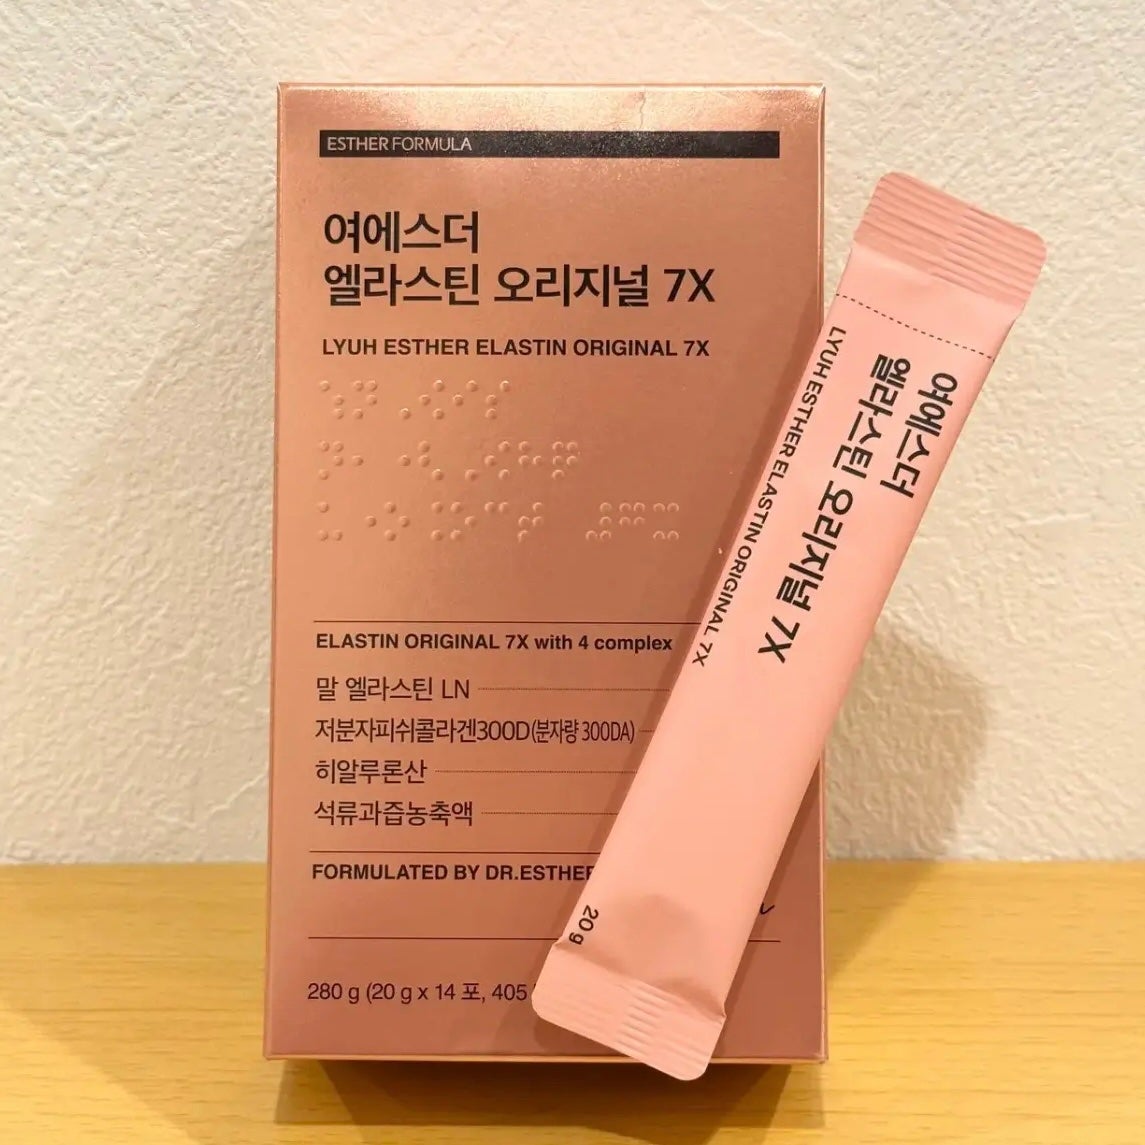 ESTHER FORMULA
여에스더
엘라스틴 오리지널 7X
LYUH ESTHER ELASTIN ORIGINAL 7X
ELASTIN ORIGINAL 7X with 4 complex
말 엘라스틴 LN
저분자피쉬콜라겐300D(분자량 300DA)
히알루론산
석류과즙농축액
FORMULATED BY DR.ESTHER
280 g (20 g x 14 포, 405
여에스더
엘라스틴 오리지널 7X
LYUH ESTHER ELASTIN ORIGINAL 7X
20 g